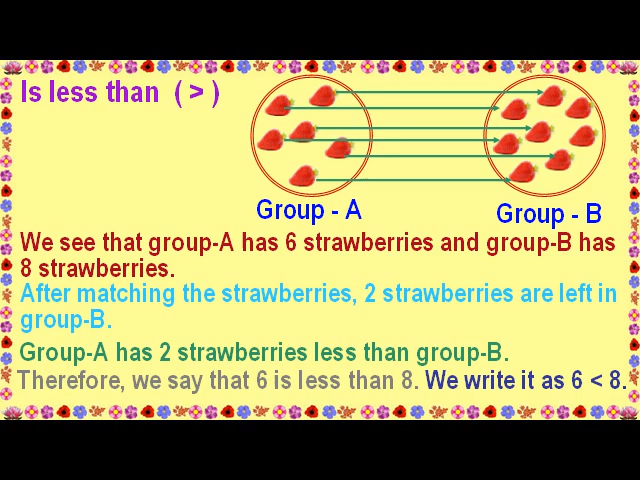 Is less than ( > )
Group - A
Group - B
We see that group-A has 6 strawberries and group-B has
8 strawberries.
After matching the strawberries, 2 strawberries are left in
group-B.
Group-A has 2 strawberries less than group-B.
Therefore, we say that 6 is less than 8. We write it as 6 < 8.